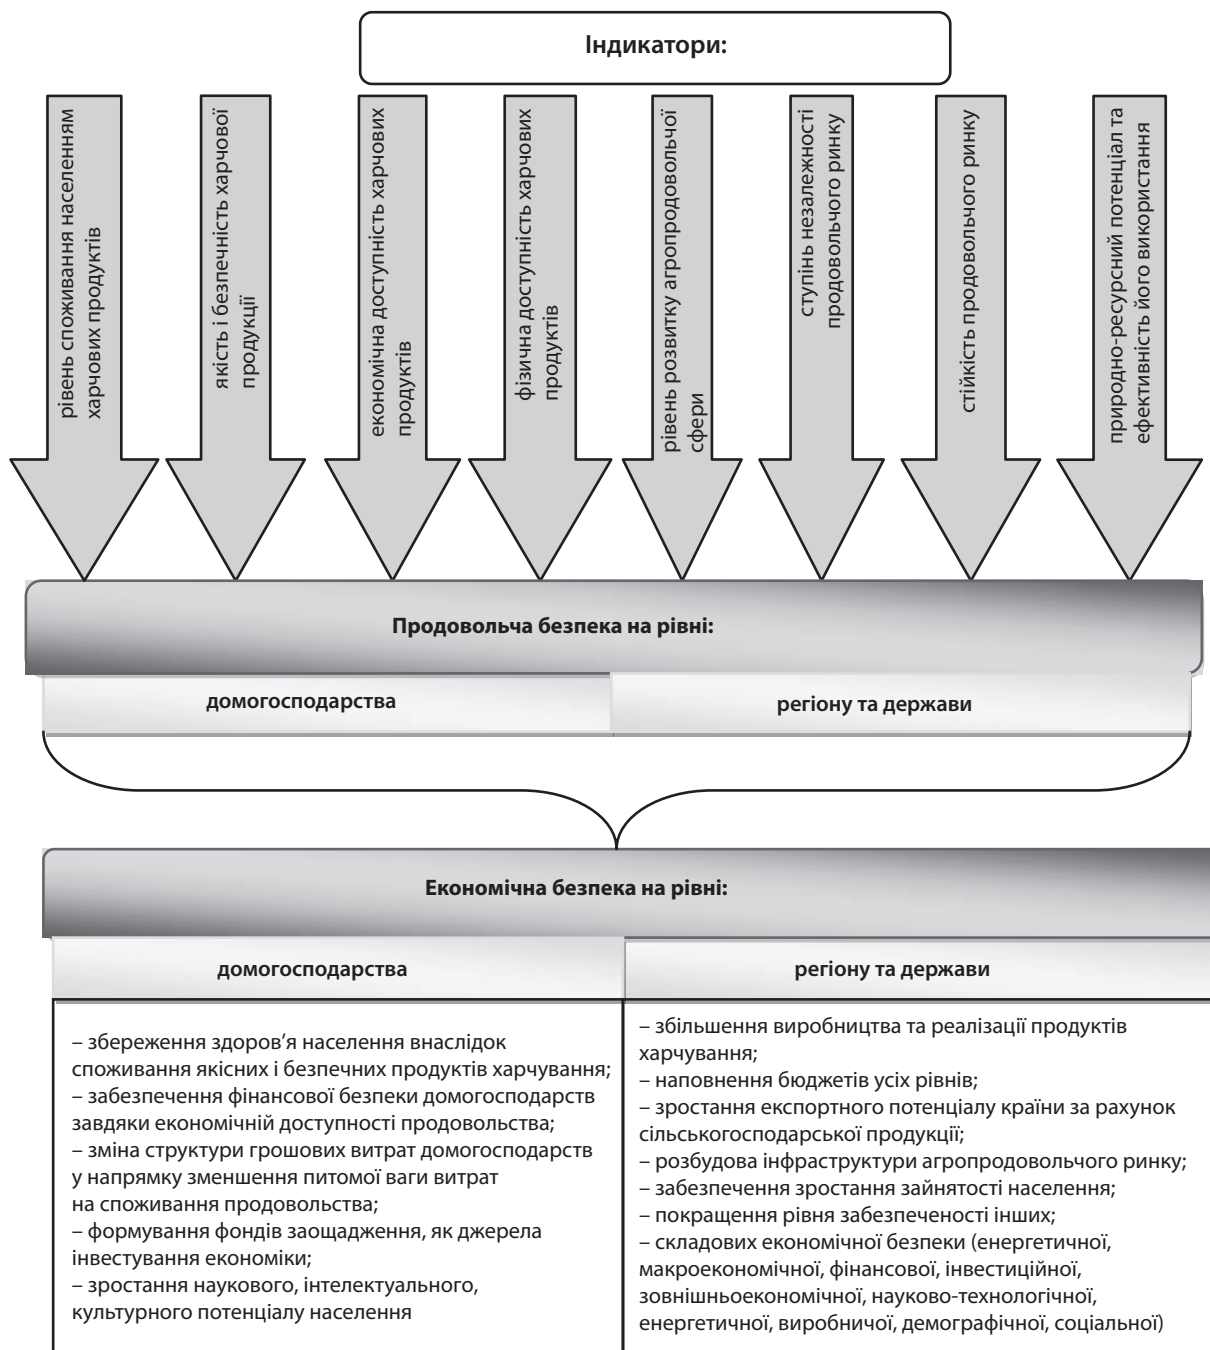 Індикатори:
рівень споживання населенням
харчових продуктів
якість і безпечність харчової
продукції
економічна доступність харчових
продуктів
фізична доступність харчових
продуктів
рівень розвитку агропродовольчої
сфери
ступінь незалежності
продовольчого ринку
стійкість продовольчого ринку
природно-ресурсний потенціал та
ефективність його використання
Продовольча безпека на рівні:
домогосподарства
регіону та держави
Економічна безпека на рівні:
домогосподарства
регіону та держави
– збереження здоров’я населення внаслідок
споживання якісних і безпечних продуктів харчування;
– забезпечення фінансової безпеки домогосподарств
завдяки економічній доступності продовольства;
– зміна структури грошових витрат домогосподарств
у напрямку зменшення питомої ваги витрат
на споживання продовольства;
– формування фондів заощадження, як джерела
інвестування економіки;
– зростання наукового, інтелектуального,
культурного потенціалу населення
– збільшення виробництва та реалізації продуктів
харчування;
– наповнення бюджетів усіх рівнів;
– зростання експортного потенціалу країни за рахунок
сільськогосподарської продукції;
– розбудова інфраструктури агропродовольчого ринку;
– забезпечення зростання зайнятості населення;
– покращення рівня забезпеченості інших;
– складових економічної безпеки (енергетичної,
макроекономічної, фінансової, інвестиційної,
зовнішньоекономічної, науково-технологічної,
енергетичної, виробничої, демографічної, соціальної)